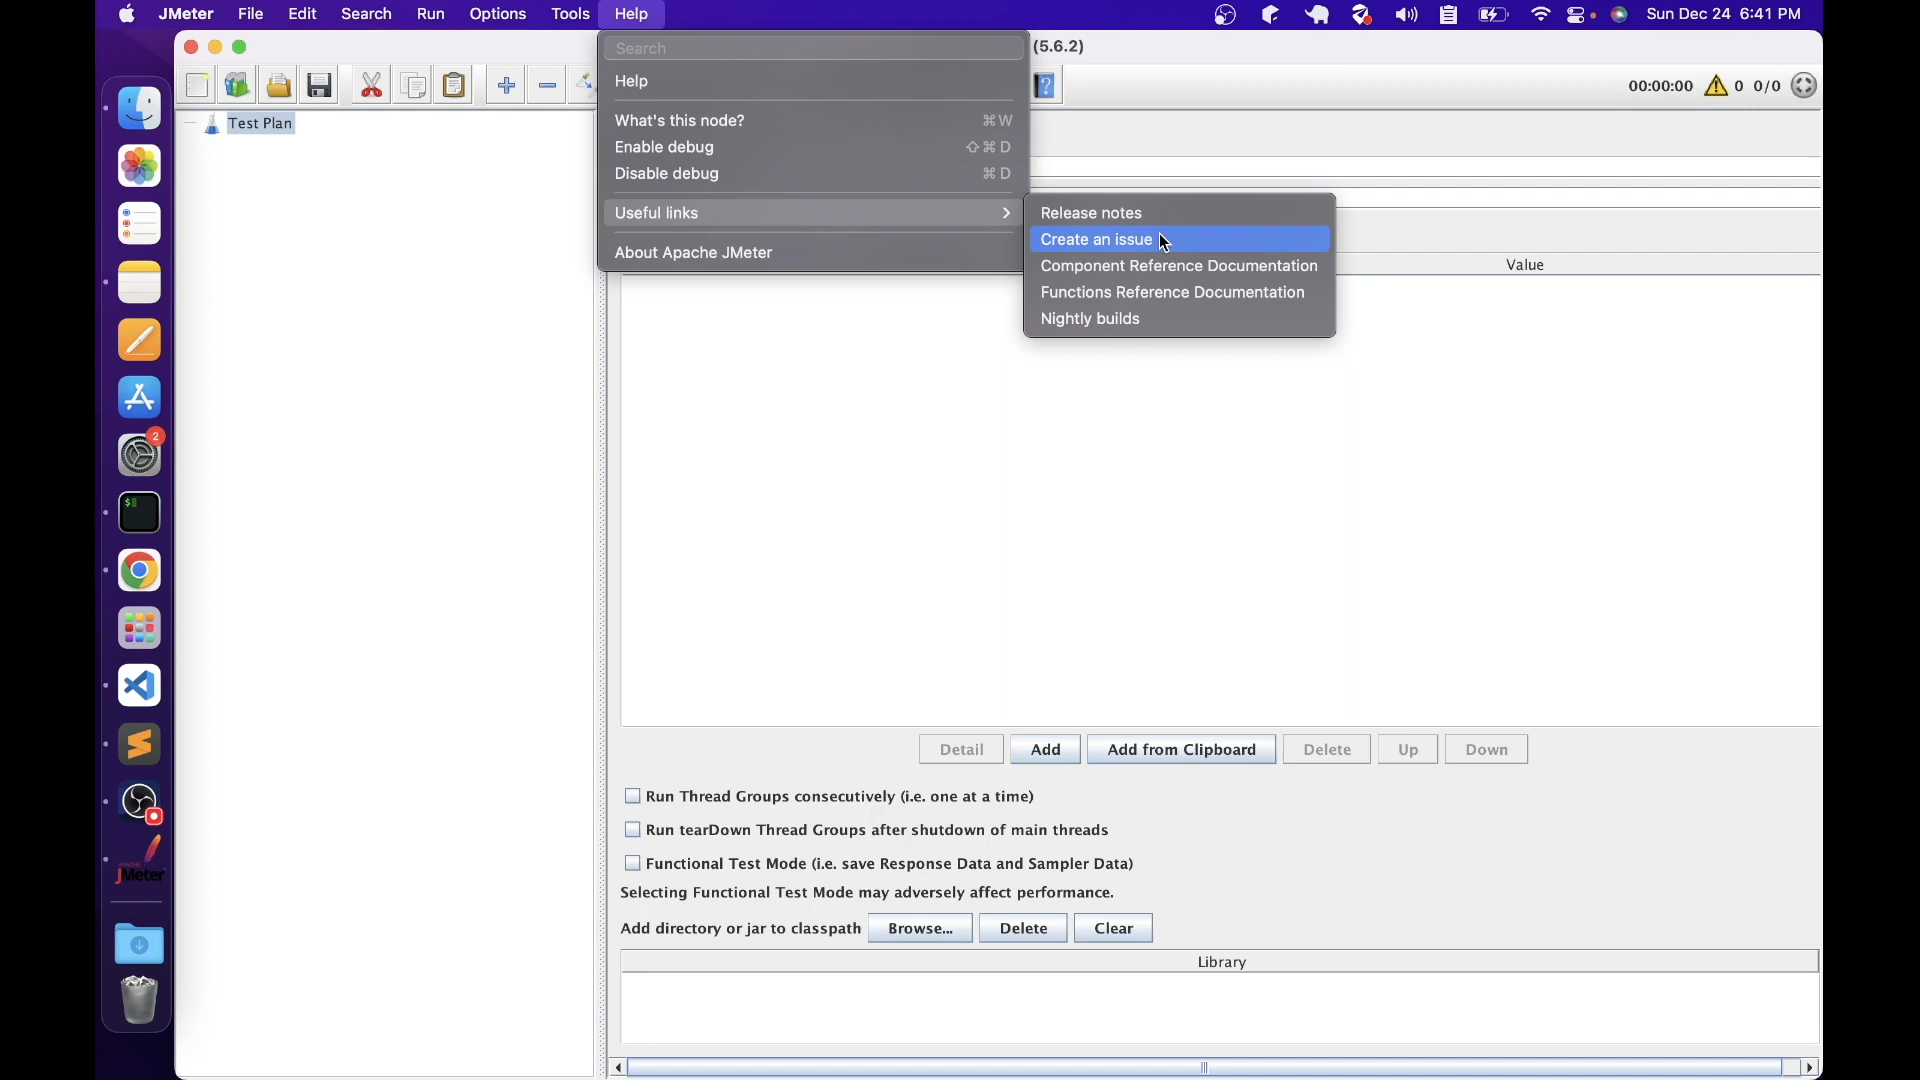 JMeter File Edit Search Run Options Tools Help Sun Dec 24 6:41 PM
Search
(5.6.2)
Help
00:00:00 0 0/0
What's this node? ⌘W
Test Plan
Enable debug ⇧⌘D
Disable debug ⌘D
Useful links
Release notes
Create an issue
About Apache JMeter
Component Reference Documentation
Value
Functions Reference Documentation
Nightly builds
2
$
Detail Add Add from Clipboard Delete Up Down
Run Thread Groups consecutively (i.e. one at a time)
Run tearDown Thread Groups after shutdown of main threads
Functional Test Mode (i.e. save Response Data and Sampler Data)
APACHE
JMeter
Selecting Functional Test Mode may adversely affect performance.
Add directory or jar to classpath Browse... Delete Clear
Library